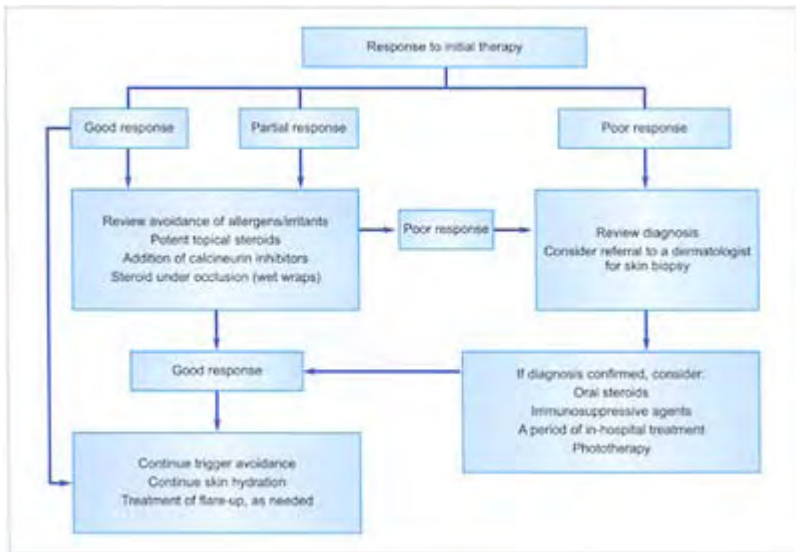 Response to initial therapy
Good response
Partial response
Poor response
Review avoidance of allergens/irritants
Potent topical steroids
Addition of calcineurin inhibitors
Steroid under occlusion (wet wraps)
Poor response
Review diagnosis
Consider referral to a dermatologist
for skin biopsy
Good response
If diagnosis confirmed, consider:
Oral steroids
Immunosuppressive agents
A period of in-hospital treatment
Phototherapy
Continue trigger avoidance
Continue skin hydration
Treatment of flare-up, as needed